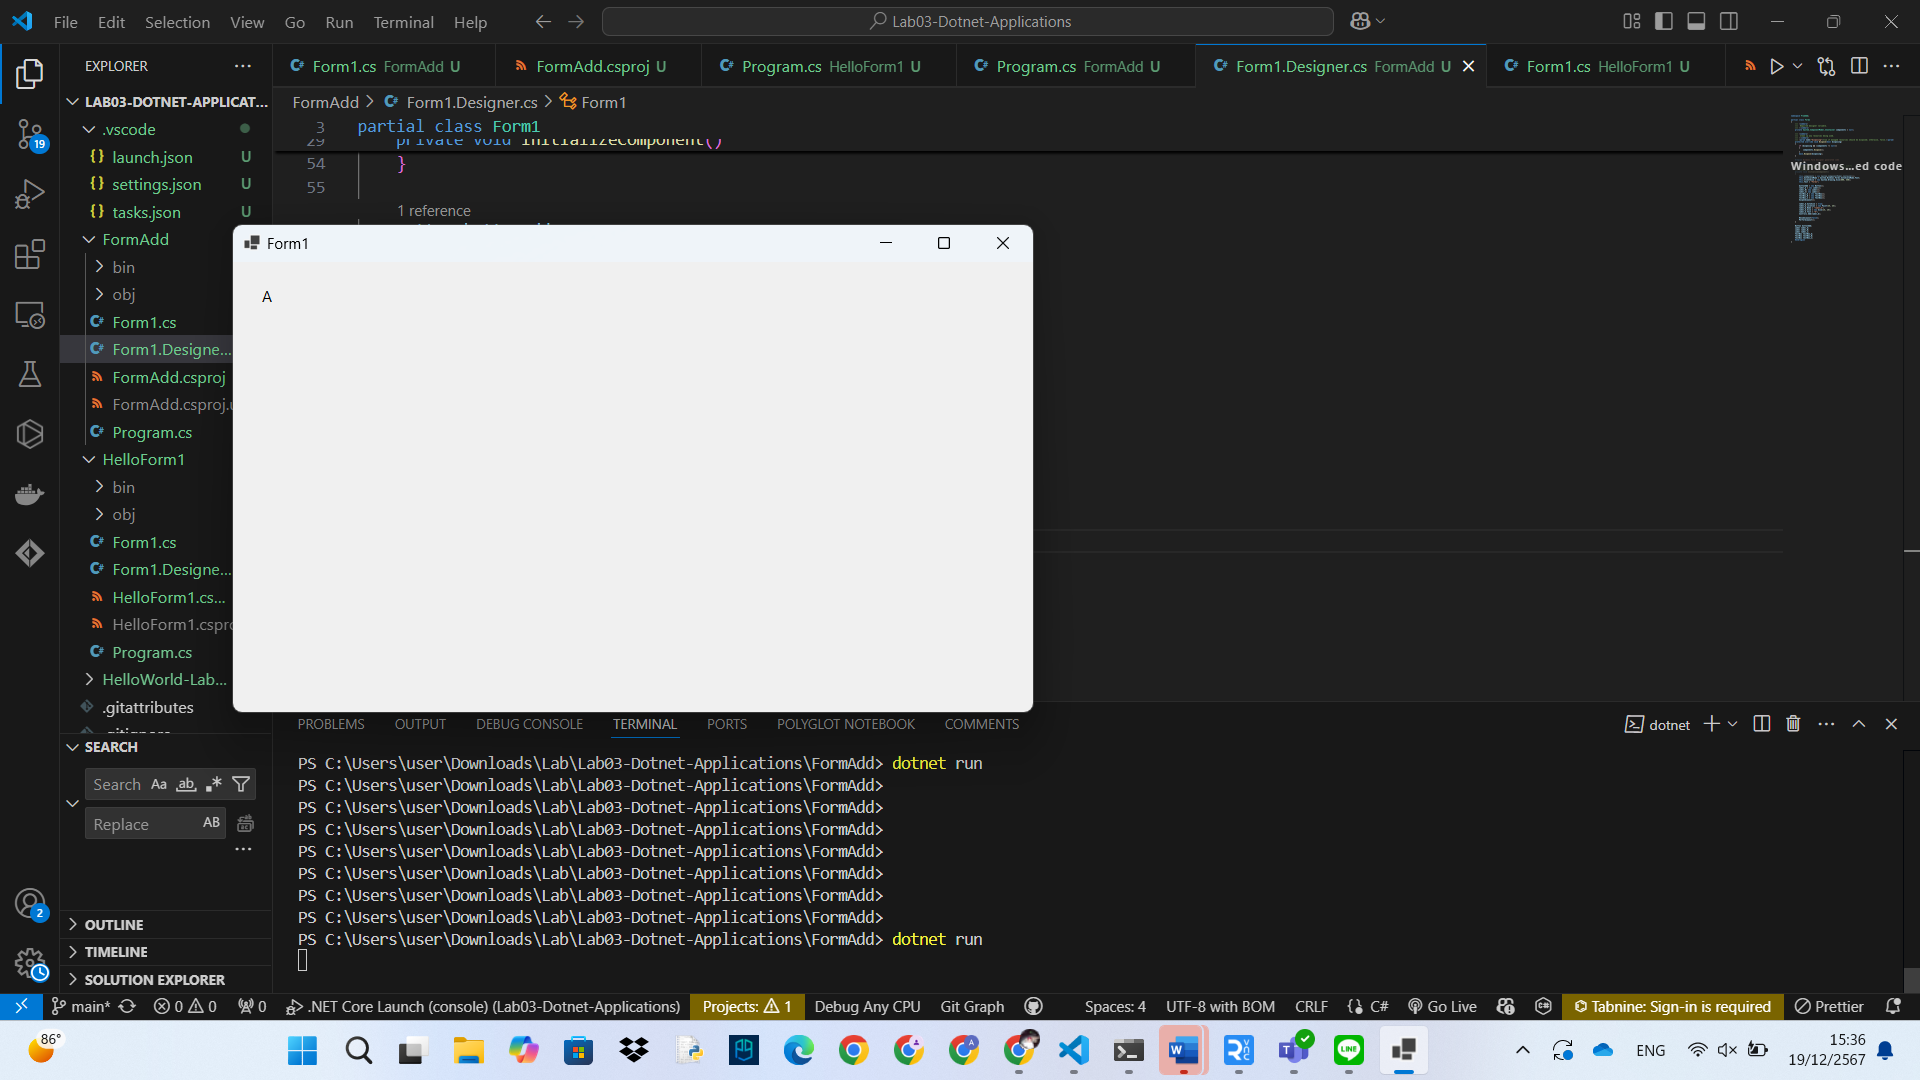 File Edit Selection View Go Run Terminal Help
Lab03-Dotnet-Applications
EXPLORER
Form1.cs FormAdd U
FormAdd.csproj U
Program.cs HelloForm1 U
Program.cs FormAdd U
Form1.Designer.cs FormAdd U
Form1.cs HelloForm1 U
LAB03-DOTNET-APPLICAT...
.vscode
launch.json U
settings.json U
tasks.json U
FormAdd
bin
obj
Form1.cs
Form1.Designe...
FormAdd.csproj
FormAdd.csproj.
Program.cs
HelloForm1
bin
obj
Form1.cs
Form1.Designe...
HelloForm1.cs...
HelloForm1.cspr
Program.cs
HelloWorld-Lab...
.gitattributes
.gitignore
19
FormAdd > Form1.Designer.cs > Form1
3 partial class Form1
29 private void InitializeComponent()
54 }
55
1 reference
Windows...ed code
Form1
A
SEARCH
Search Aa ab
Replace AB
OUTLINE
TIMELINE
SOLUTION EXPLORER
2
PROBLEMS OUTPUT DEBUG CONSOLE TERMINAL PORTS POLYGLOT NOTEBOOK COMMENTS
dotnet
PS C:\Users\user\Downloads\Lab\Lab03-Dotnet-Applications\FormAdd> dotnet run
PS C:\Users\user\Downloads\Lab\Lab03-Dotnet-Applications\FormAdd>
PS C:\Users\user\Downloads\Lab\Lab03-Dotnet-Applications\FormAdd>
PS C:\Users\user\Downloads\Lab\Lab03-Dotnet-Applications\FormAdd>
PS C:\Users\user\Downloads\Lab\Lab03-Dotnet-Applications\FormAdd>
PS C:\Users\user\Downloads\Lab\Lab03-Dotnet-Applications\FormAdd>
PS C:\Users\user\Downloads\Lab\Lab03-Dotnet-Applications\FormAdd>
PS C:\Users\user\Downloads\Lab\Lab03-Dotnet-Applications\FormAdd>
PS C:\Users\user\Downloads\Lab\Lab03-Dotnet-Applications\FormAdd> dotnet run
main* 0 0 0 .NET Core Launch (console) (Lab03-Dotnet-Applications) Projects: 1 Debug Any CPU Git Graph Spaces: 4 UTF-8 with BOM CRLF C# Go Live Tabnine: Sign-in is required Prettier
86°
ENG
15:36
19/12/2567